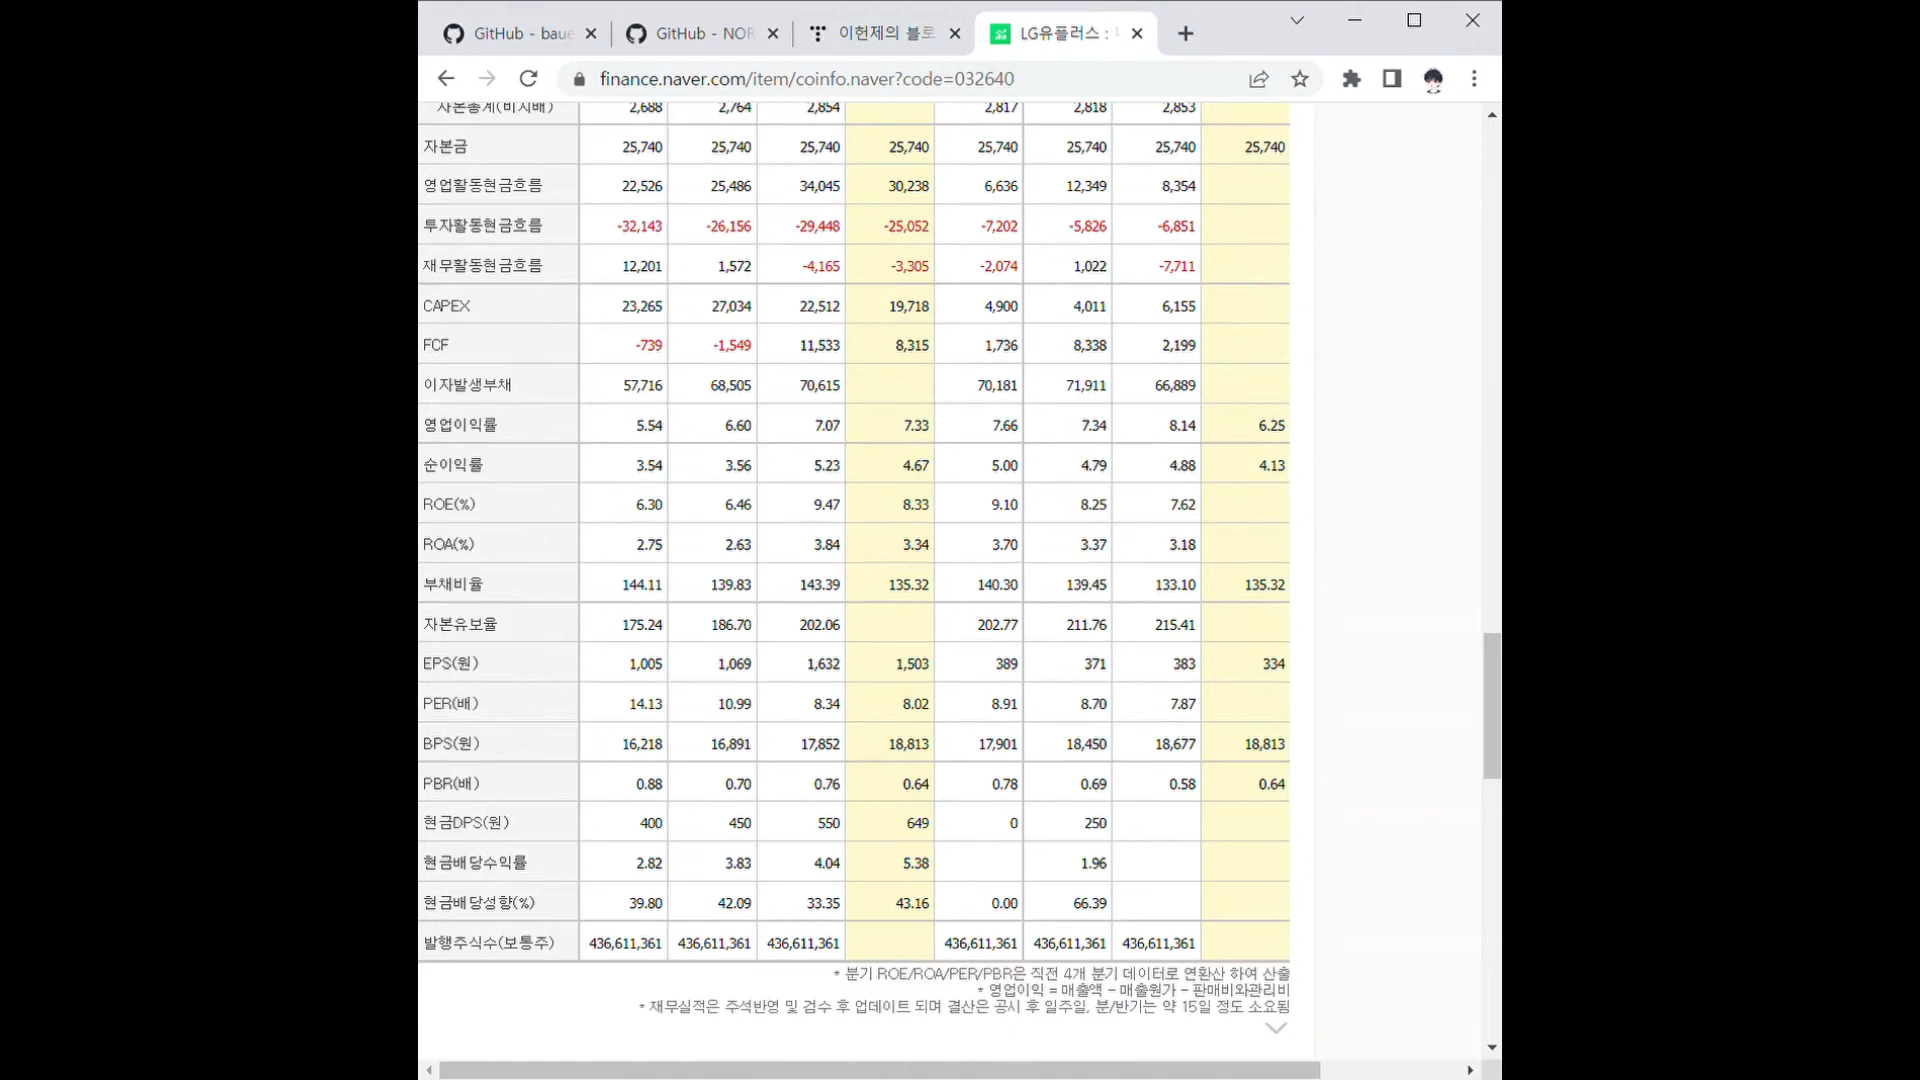 GitHub - baue
GitHub - NOR
이헌제의 블로
LG유플러스 :
finance.naver.com/item/coinfo.naver?code=032640
자본총계(비지배) 2,688 2,764 2,854 2,817 2,818 2,853
자본금 25,740 25,740 25,740 25,740 25,740 25,740 25,740 25,740
영업활동현금흐름 22,526 25,486 34,045 30,238 6,636 12,349 8,354
투자활동현금흐름 -32,143 -26,156 -29,448 -25,052 -7,202 -5,826 -6,851
재무활동현금흐름 12,201 1,572 -4,165 -3,305 -2,074 1,022 -7,711
CAPEX 23,265 27,034 22,512 19,718 4,900 4,011 6,155
FCF -739 -1,549 11,533 8,315 1,736 8,338 2,199
이자발생부채 57,716 68,505 70,615 70,181 71,911 66,889
영업이익률 5.54 6.60 7.07 7.33 7.66 7.34 8.14 6.25
순이익률 3.54 3.56 5.23 4.67 5.00 4.79 4.88 4.13
ROE(%) 6.30 6.46 9.47 8.33 9.10 8.25 7.62
ROA(%) 2.75 2.63 3.84 3.34 3.70 3.37 3.18
부채비율 144.11 139.83 143.39 135.32 140.30 139.45 133.10 135.32
자본유보율 175.24 186.70 202.06 202.77 211.76 215.41
EPS(원) 1,005 1,069 1,632 1,503 389 371 383 334
PER(배) 14.13 10.99 8.34 8.02 8.91 8.70 7.87
BPS(원) 16,218 16,891 17,852 18,813 17,901 18,450 18,677 18,813
PBR(배) 0.88 0.70 0.76 0.64 0.78 0.69 0.58 0.64
현금DPS(원) 400 450 550 649 0 250
현금배당수익률 2.82 3.83 4.04 5.38 1.96
현금배당성향(%) 39.80 42.09 33.35 43.16 0.00 66.39
발행주식수(보통주) 436,611,361 436,611,361 436,611,361 436,611,361 436,611,361 436,611,361
* 분기 ROE/ROA/PER/PBR은 직전 4개 분기 데이터로 연환산 하여 산출
* 영업이익 = 매출액 - 매출원가 - 판매비와관리비
* 재무실적은 주석반영 및 검수 후 업데이트 되며 결산은 공시 후 일주일, 분/반기는 약 15일 정도 소요됨